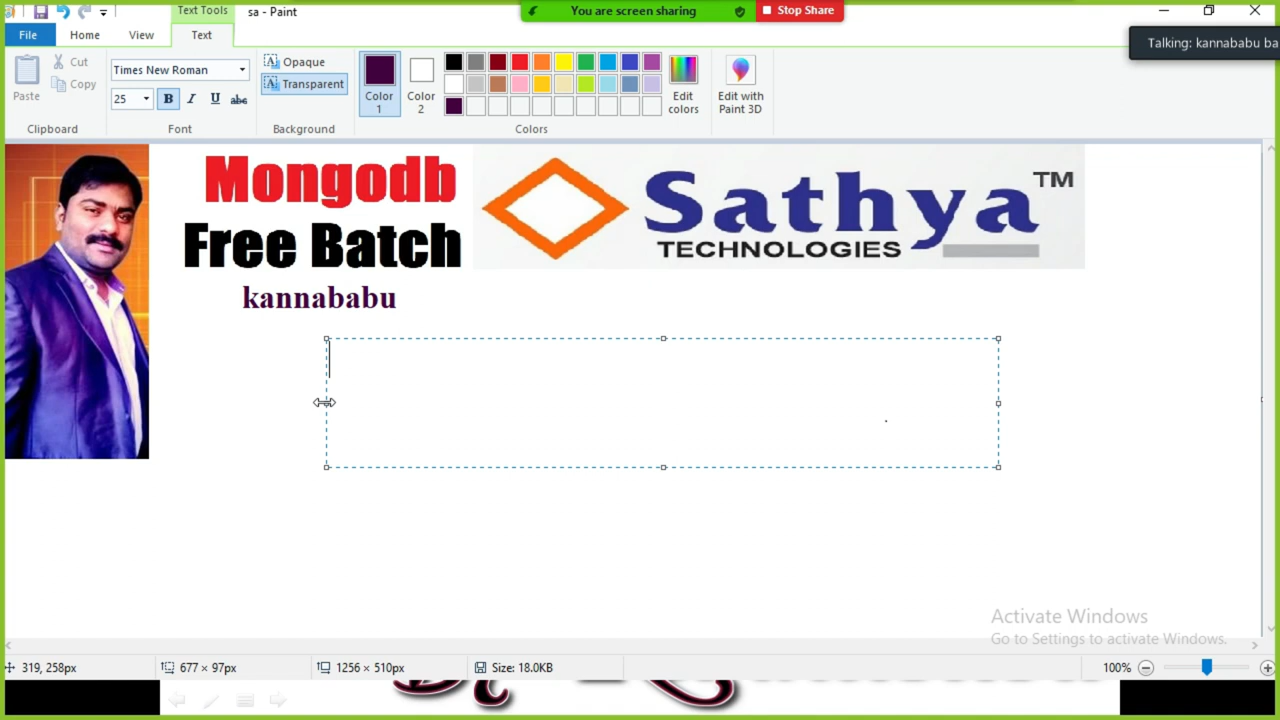 Text Tools
sa - Paint
You are screen sharing
Stop Share
File
Home
View
Text
Talking: kannababu ba
Paste
Cut
Copy
Clipboard
Times New Roman
25
B I U abc
Font
Opaque
Transparent
Background
Color 1
Color 2
Colors
Edit colors
Edit with Paint 3D
Mongodb
Free Batch
kannababu
Sathya TM
TECHNOLOGIES
Activate Windows
Go to Settings to activate Windows.
319, 258px
677 × 97px
1256 × 510px
Size: 18.0KB
100%